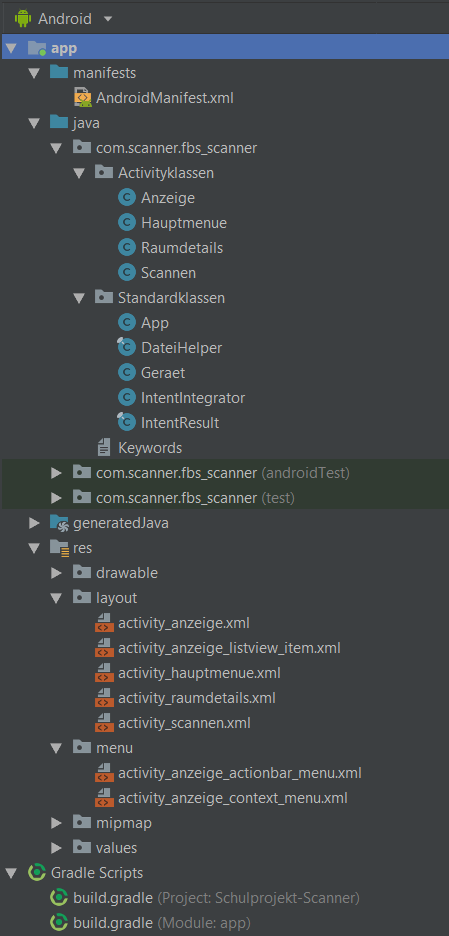 Android
app
manifests
AndroidManifest.xml
java
com.scanner.fbs_scanner
Activityklassen
Anzeige
Hauptmenue
Raumdetails
Scannen
Standardklassen
App
DateiHelper
Geraet
IntentIntegrator
IntentResult
Keywords
com.scanner.fbs_scanner (androidTest)
com.scanner.fbs_scanner (test)
generatedJava
res
drawable
layout
activity_anzeige.xml
activity_anzeige_listview_item.xml
activity_hauptmenue.xml
activity_raumdetails.xml
activity_scannen.xml
menu
activity_anzeige_actionbar_menu.xml
activity_anzeige_context_menu.xml
mipmap
values
Gradle Scripts
build.gradle (Project: Schulprojekt-Scanner)
build.gradle (Module: app)